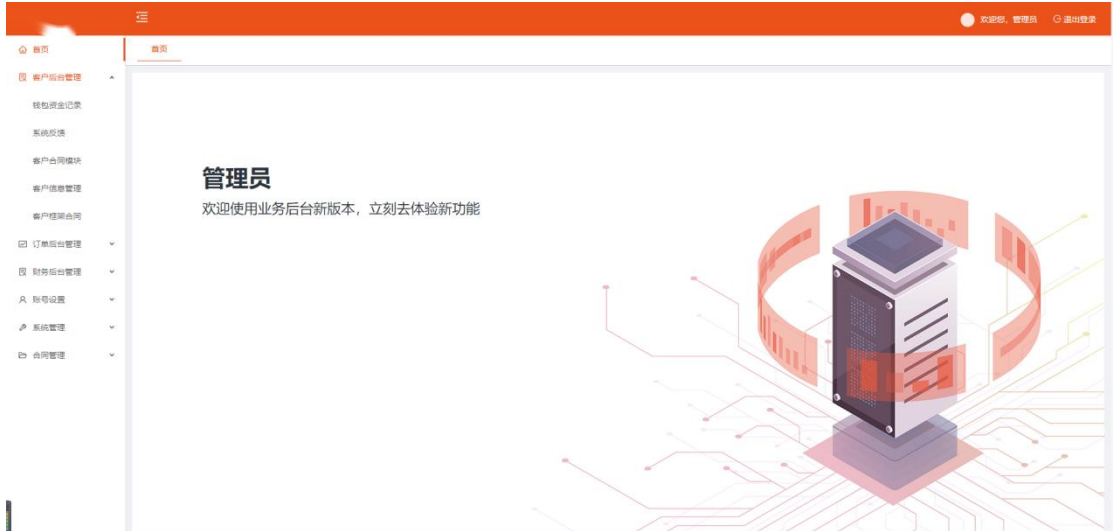 欢迎您，管理员 退出登录
首页
首页
客户后台管理
钱包资金记录
系统反馈
客户合同模块
客户信息管理
客户框架合同
订单后台管理
财务后台管理
账号设置
系统管理
合同管理
管理员
欢迎使用业务后台新版本，立刻去体验新功能